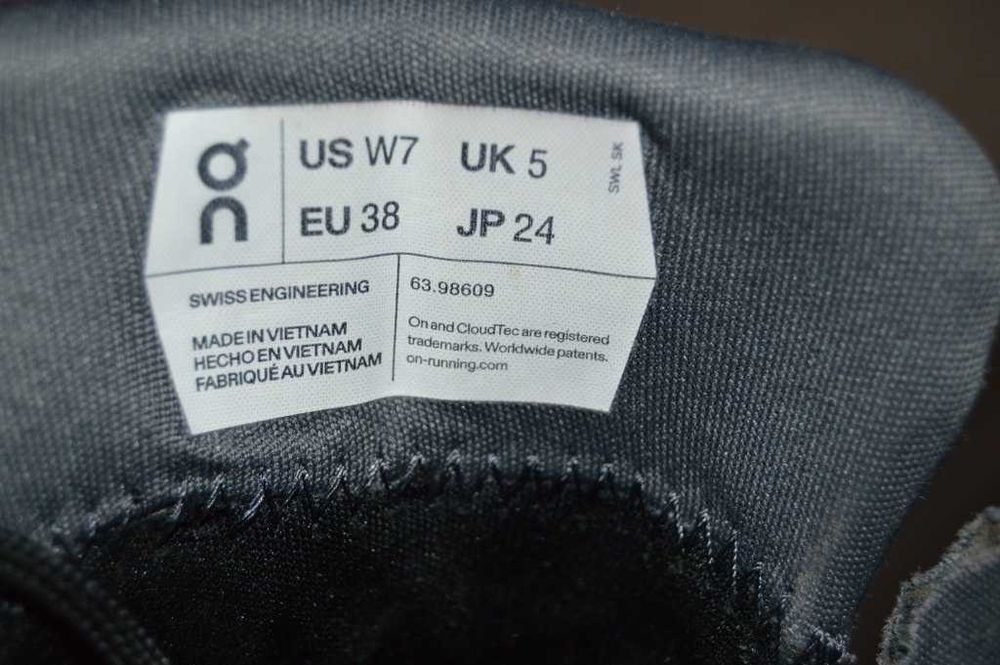 On
US W7 UK 5
EU 38 JP 24
SWL SK
SWISS ENGINEERING
MADE IN VIETNAM
HECHO EN VIETNAM
FABRIQUÉ AU VIETNAM
63.98609
On and CloudTec are registered
trademarks. Worldwide patents.
on-running.com